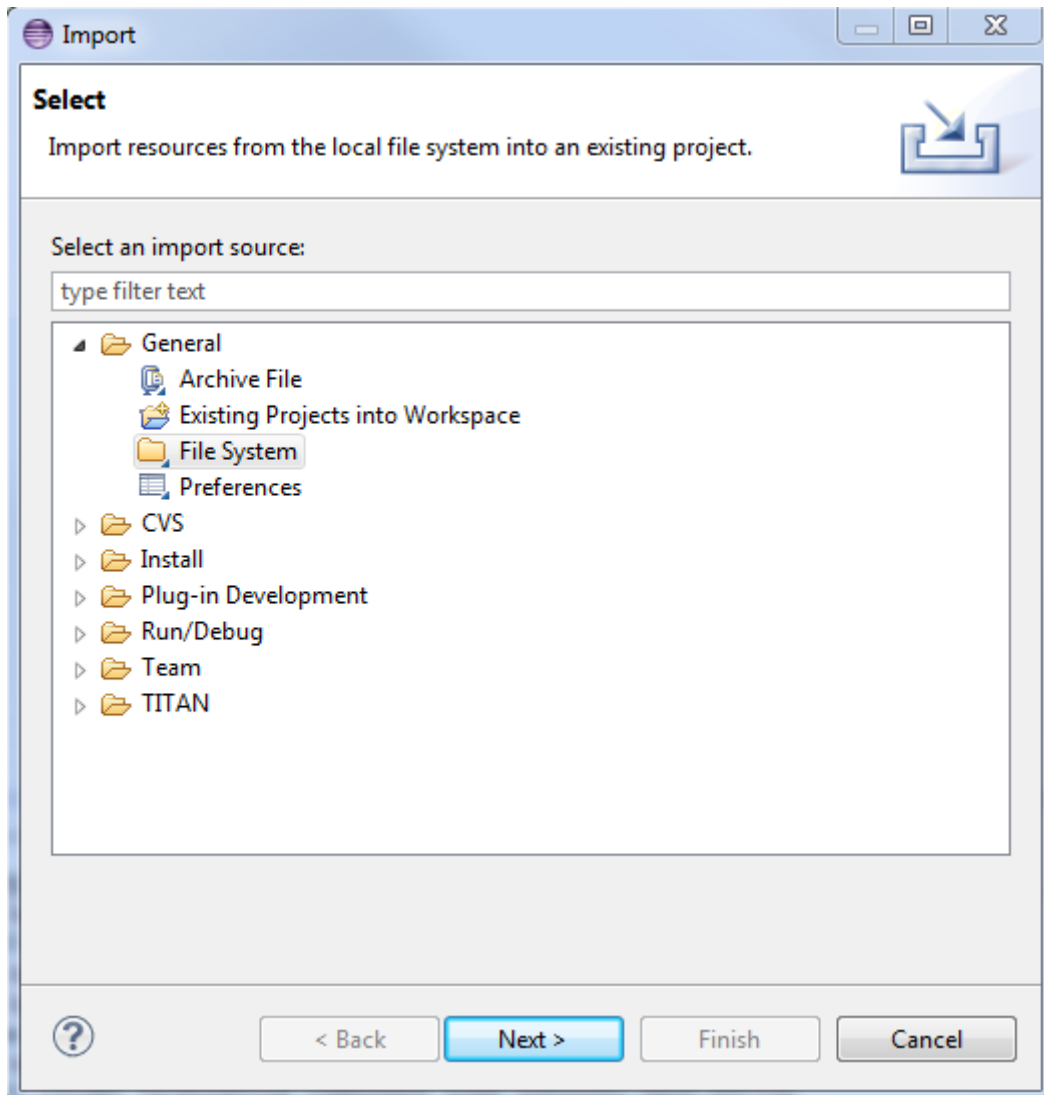 Import
Select
Import resources from the local file system into an existing project.
Select an import source:
type filter text
General
Archive File
Existing Projects into Workspace
File System
Preferences
CVS
Install
Plug-in Development
Run/Debug
Team
TITAN
?
< Back
Next >
Finish
Cancel